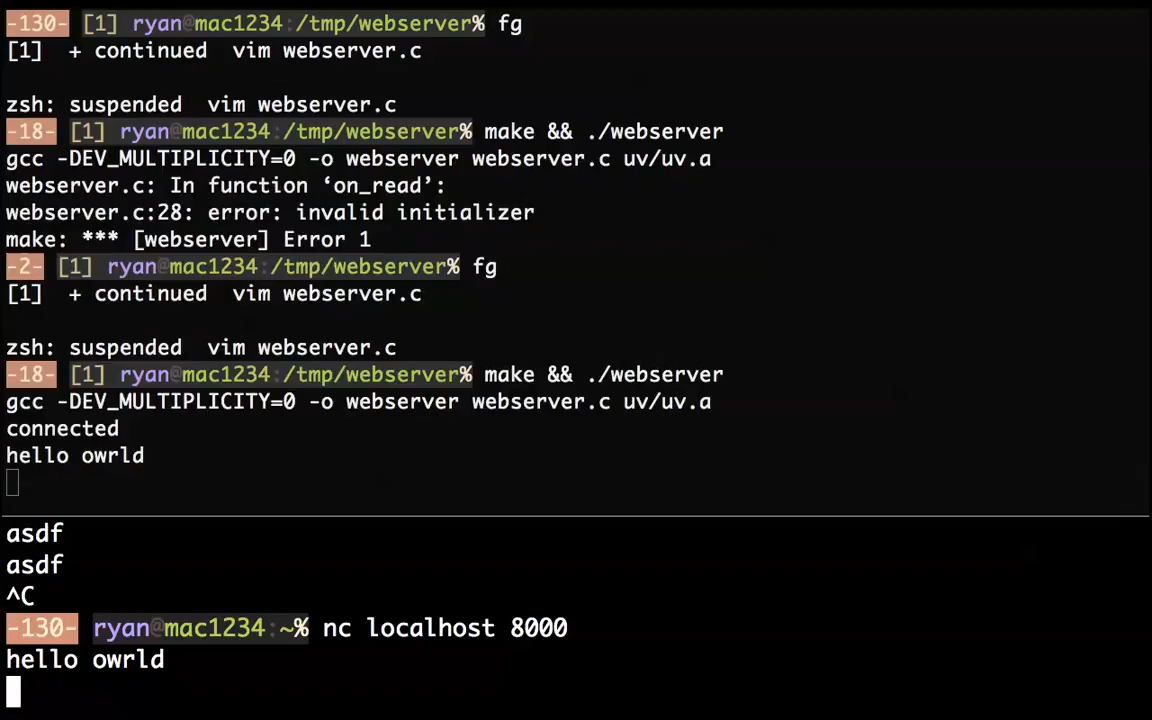 -130- [1] ryan@mac1234:/tmp/webserver% fg
[1]  + continued  vim webserver.c
zsh: suspended  vim webserver.c
-18- [1] ryan@mac1234:/tmp/webserver% make && ./webserver
gcc -DEV_MULTIPLICITY=0 -o webserver webserver.c uv/uv.a
webserver.c: In function ‘on_read’:
webserver.c:28: error: invalid initializer
make: *** [webserver] Error 1
-2- [1] ryan@mac1234:/tmp/webserver% fg
[1]  + continued  vim webserver.c
zsh: suspended  vim webserver.c
-18- [1] ryan@mac1234:/tmp/webserver% make && ./webserver
gcc -DEV_MULTIPLICITY=0 -o webserver webserver.c uv/uv.a
connected
hello owrld
asdf
asdf
^C
-130- ryan@mac1234:~% nc localhost 8000
hello owrld